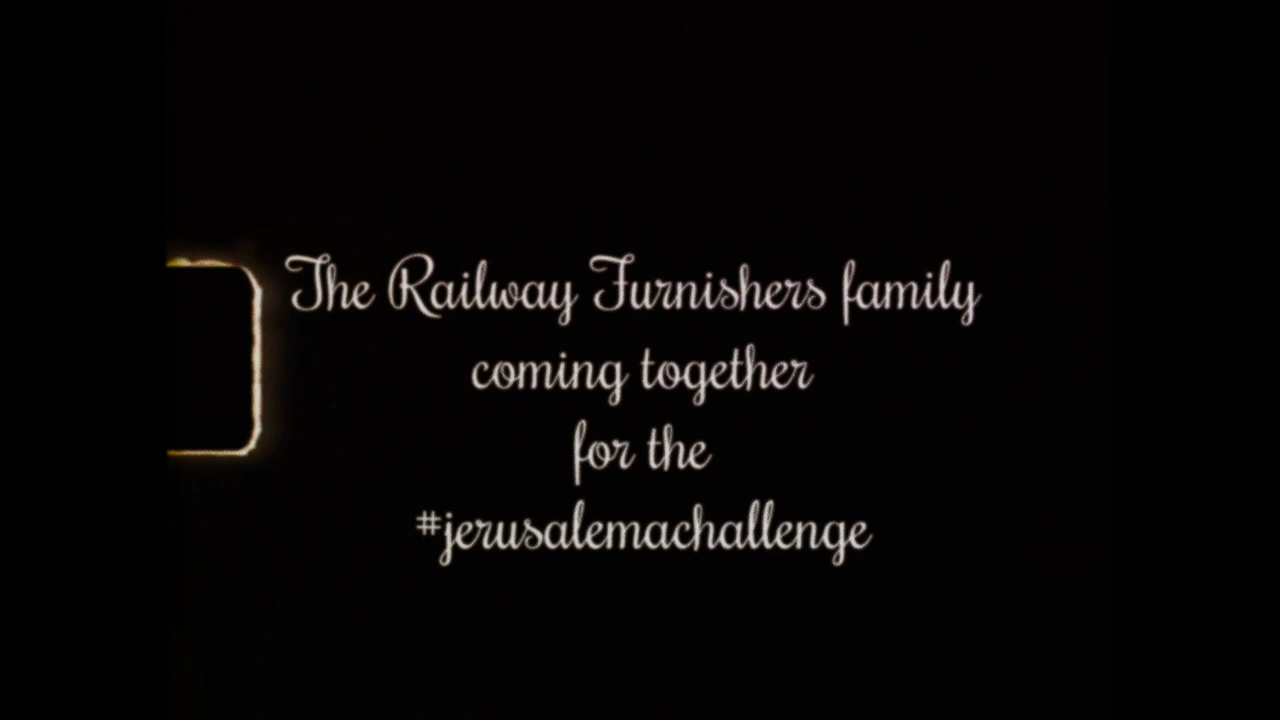 The Railway Furnishers family
coming together
for the
#jerusalemachallenge